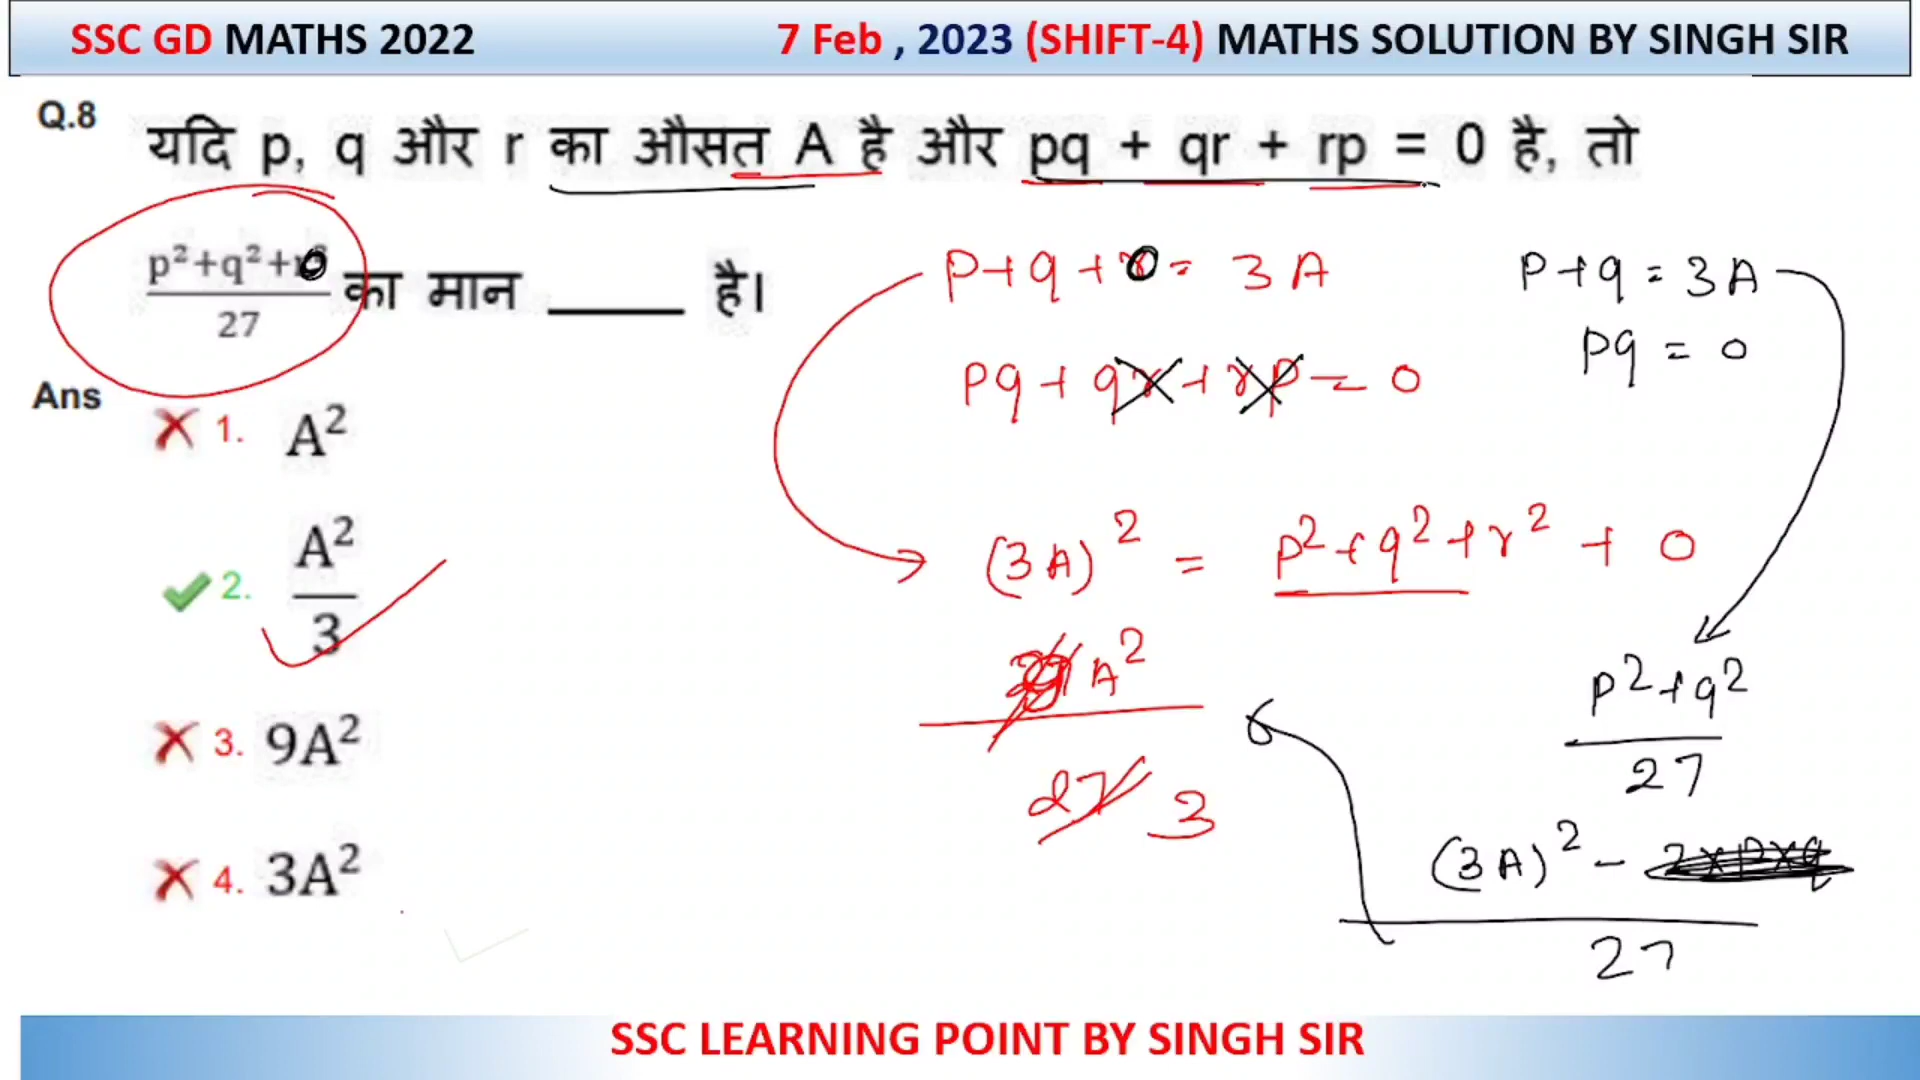 SSC GD MATHS 2022 7 Feb , 2023 (SHIFT-4) MATHS SOLUTION BY SINGH SIR
Q.8 यदि p, q और r का औसत A है और pq + qr + rp = 0 है, तो
p²+q²+r²/27 का मान ______ है।
Ans
1. A²
2. A²/3
3. 9A²
4. 3A²
p+q+0= 3A
pq+qr+rp = 0
(3A)² = p²+q²+r² + 0
A²
27 3
p+q=3A
pq = 0
p²+q²
27
(3A)² - 2×p×q
27
SSC LEARNING POINT BY SINGH SIR